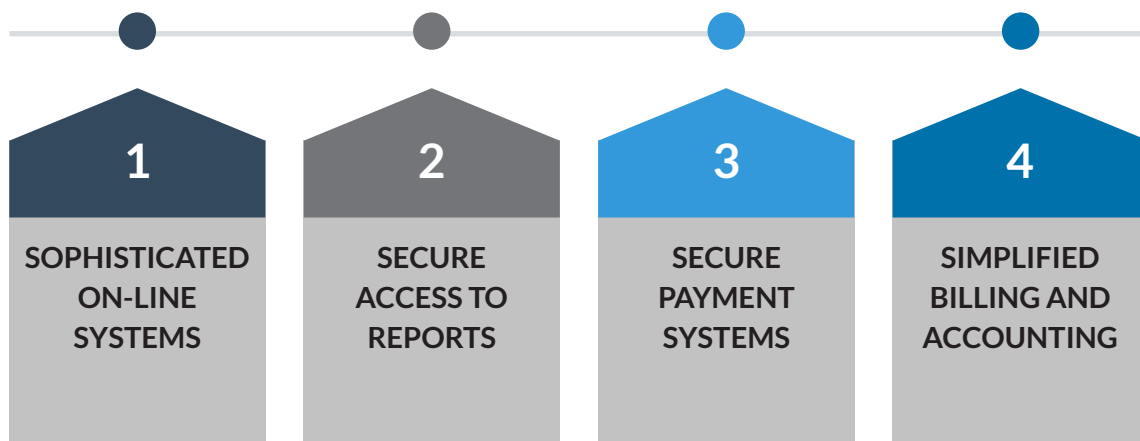 1
SOPHISTICATED
ON-LINE
SYSTEMS
2
SECURE
ACCESS TO
REPORTS
3
SECURE
PAYMENT
SYSTEMS
4
SIMPLIFIED
BILLING AND
ACCOUNTING